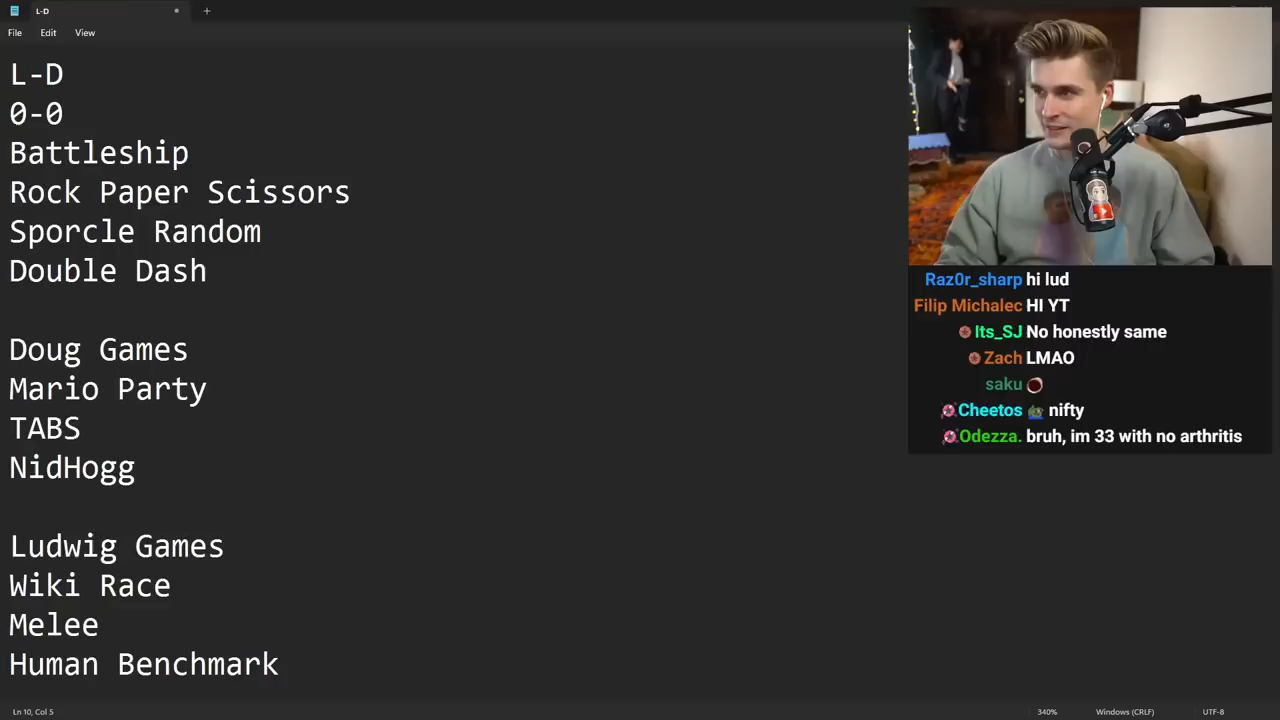 L-D
File Edit View
L-D
0-0
Battleship
Rock Paper Scissors
Sporcle Random
Double Dash
Doug Games
Mario Party
TABS
NidHogg
Ludwig Games
Wiki Race
Melee
Human Benchmark
Raz0r_sharp hi lud
Filip Michalec HI YT
Its_SJ No honestly same
Zach LMAO
saku
Cheetos nifty
Odezza. bruh, im 33 with no arthritis
Ln 10, Col 5 340% Windows (CRLF) UTF-8